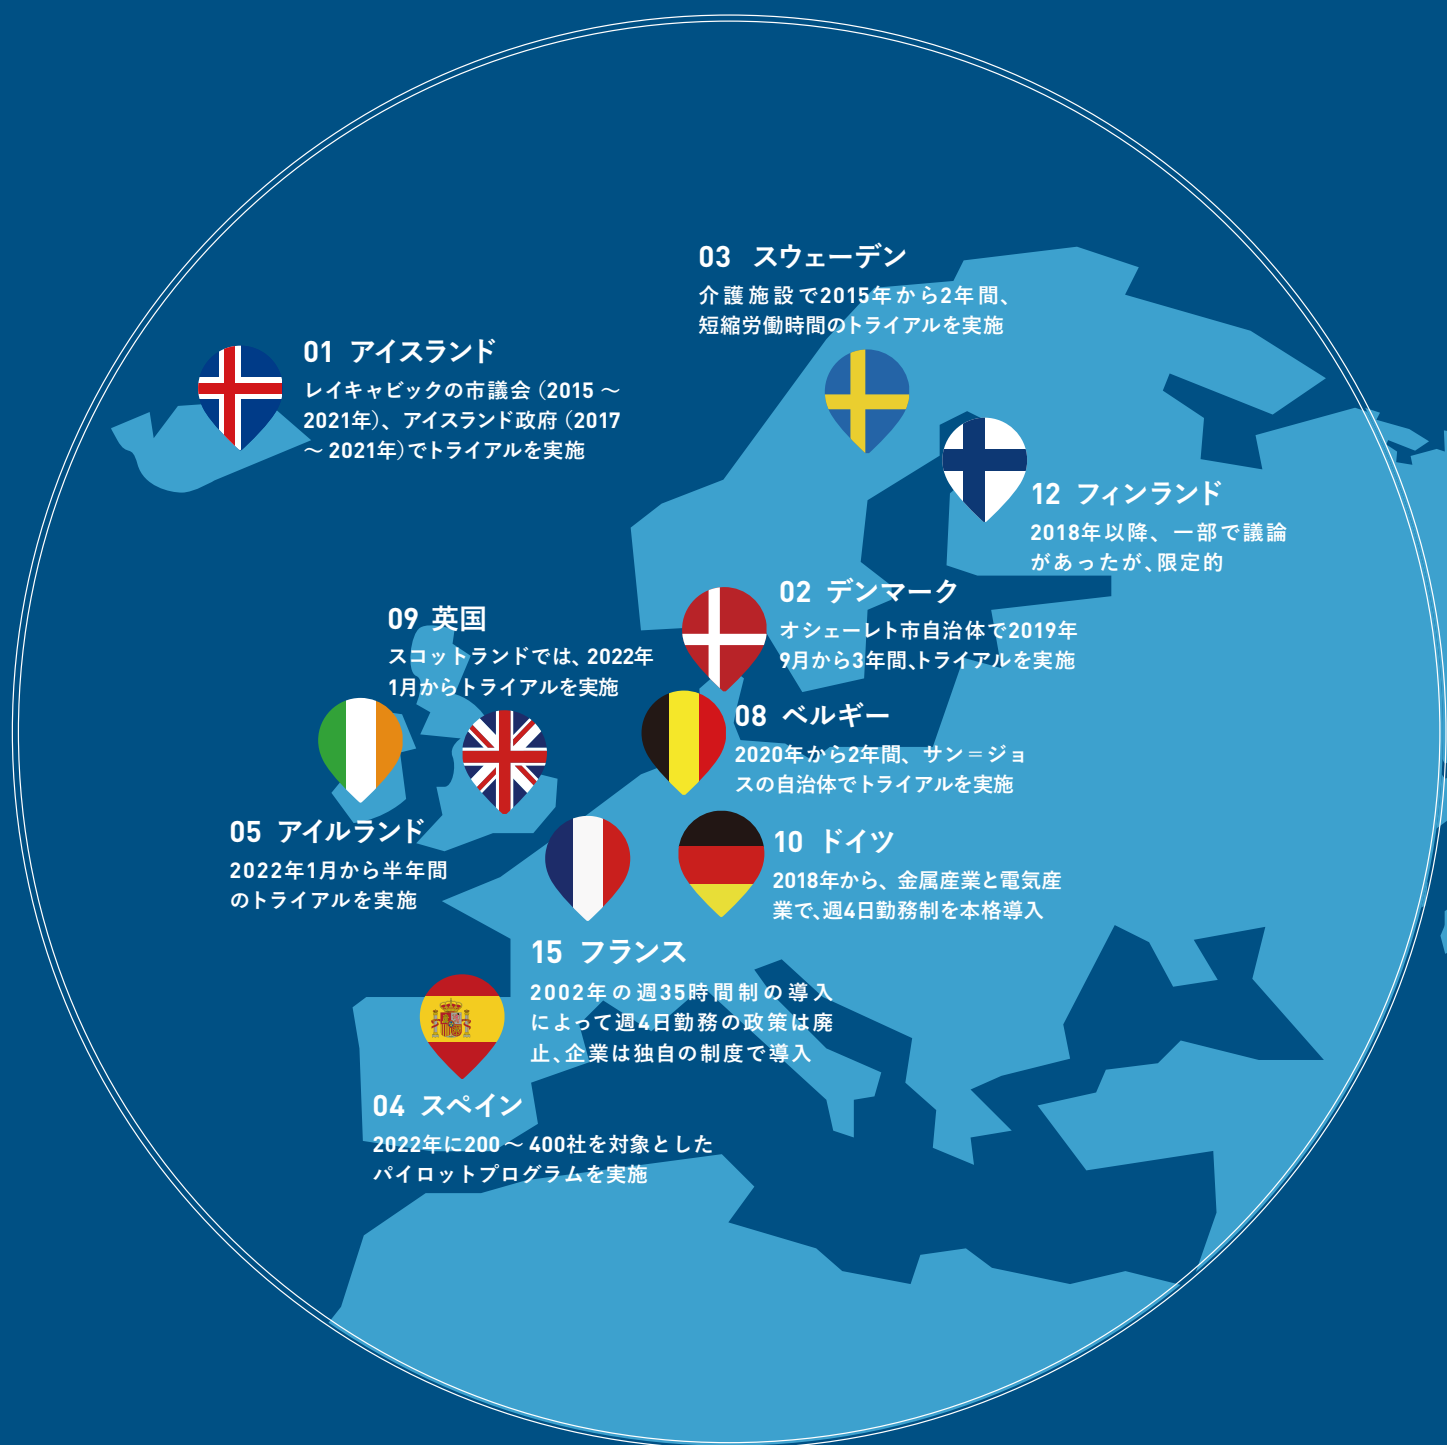 03 スウェーデン
介護施設で2015年から2年間、
短縮労働時間のトライアルを実施
01 アイスランド
レイキャビックの市議会（2015～
2021年）、アイスランド政府（2017
～2021年）でトライアルを実施
12 フィンランド
2018年以降、一部で議論
があったが、限定的
02 デンマーク
オシェーレト市自治体で2019年
9月から3年間、トライアルを実施
09 英国
スコットランドでは、2022年
1月からトライアルを実施
08 ベルギー
2020年から2年間、サン＝ジョ
スの自治体でトライアルを実施
05 アイルランド
2022年1月から半年間
のトライアルを実施
10 ドイツ
2018年から、金属産業と電気産
業で、週4日勤務制を本格導入
15 フランス
2002年の週35時間制の導入
によって週4日勤務の政策は廃
止、企業は独自の制度で導入
04 スペイン
2022年に200～400社を対象とした
パイロットプログラムを実施